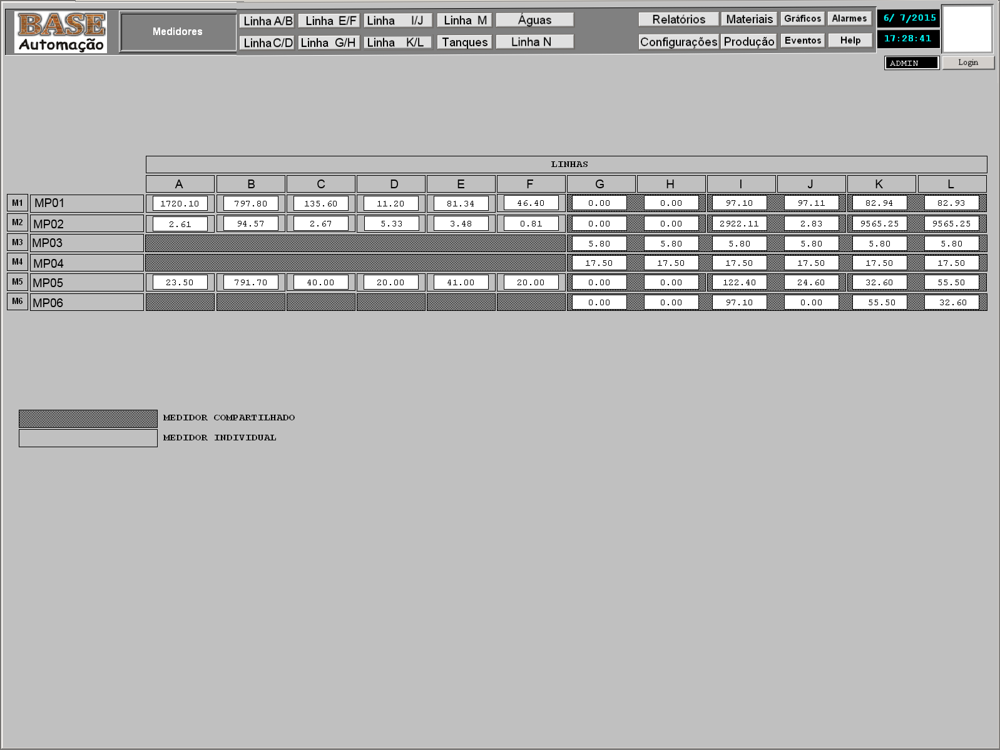 BASE
Automação
Medidores
Linha A/B Linha E/F Linha I/J Linha M Águas
Linha C/D Linha G/H Linha K/L Tanques Linha N
Relatórios Materiais Gráficos Alarmes
Configurações Produção Eventos Help
6/ 7/2015
17:28:41
ADMIN Login
LINHAS
A B C D E F G H I J K L
M1 MP01 1720.10 797.80 135.60 11.20 81.34 46.40 0.00 0.00 97.10 97.11 82.94 82.93
M2 MP02 2.61 94.57 2.67 5.33 3.48 0.81 0.00 0.00 2922.11 2.83 9565.25 9565.25
M3 MP03 5.80 5.80 5.80 5.80 5.80 5.80
M4 MP04 17.50 17.50 17.50 17.50 17.50 17.50
M5 MP05 23.50 791.70 40.00 20.00 41.00 20.00 0.00 0.00 122.40 24.60 32.60 55.50
M6 MP06 0.00 0.00 97.10 0.00 55.50 32.60
MEDIDOR COMPARTILHADO
MEDIDOR INDIVIDUAL